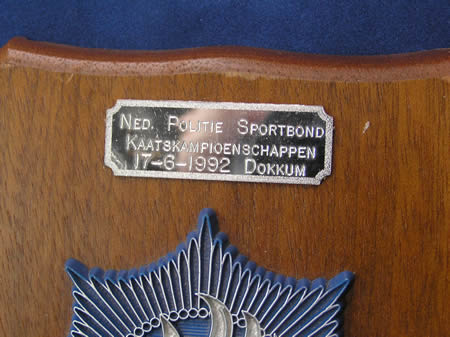 Ned. Politie Sportbond
Kaatskampioenschappen
17-6-1992 Dokkum